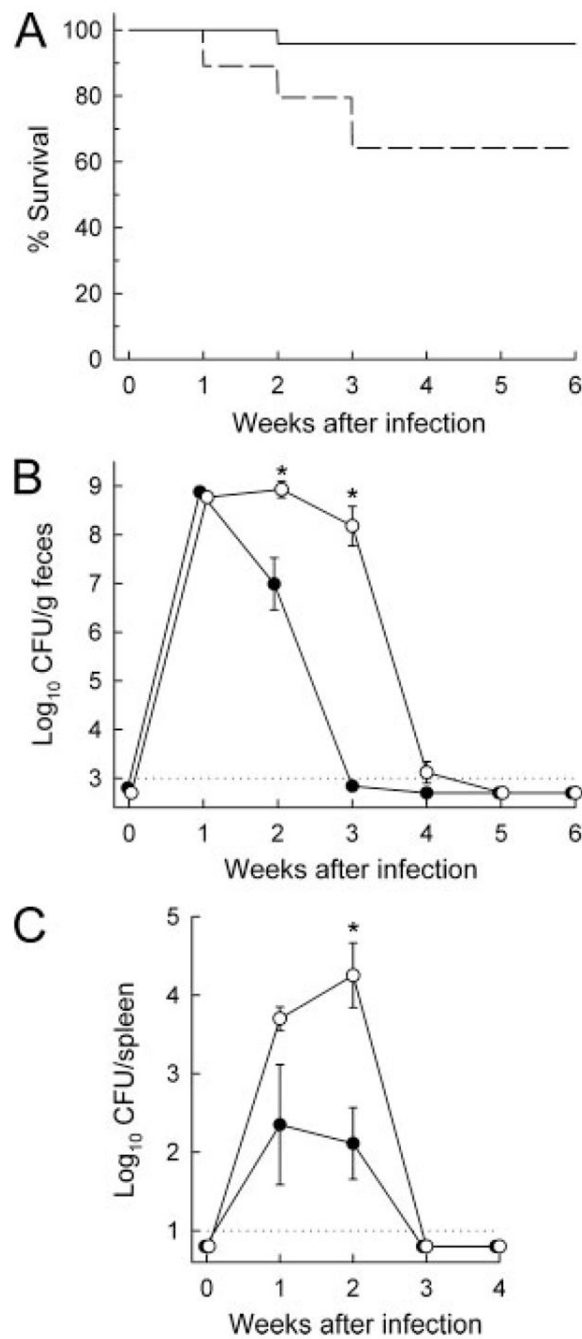 A
% Survival
100
80
60
40
20
0
0 1 2 3 4 5 6
Weeks after infection
B
Log10 CFU/g feces
9
8
7
6
5
4
3
* *
0 1 2 3 4 5 6
Weeks after infection
C
Log10 CFU/spleen
5
4
3
2
1
*
0 1 2 3 4
Weeks after infection